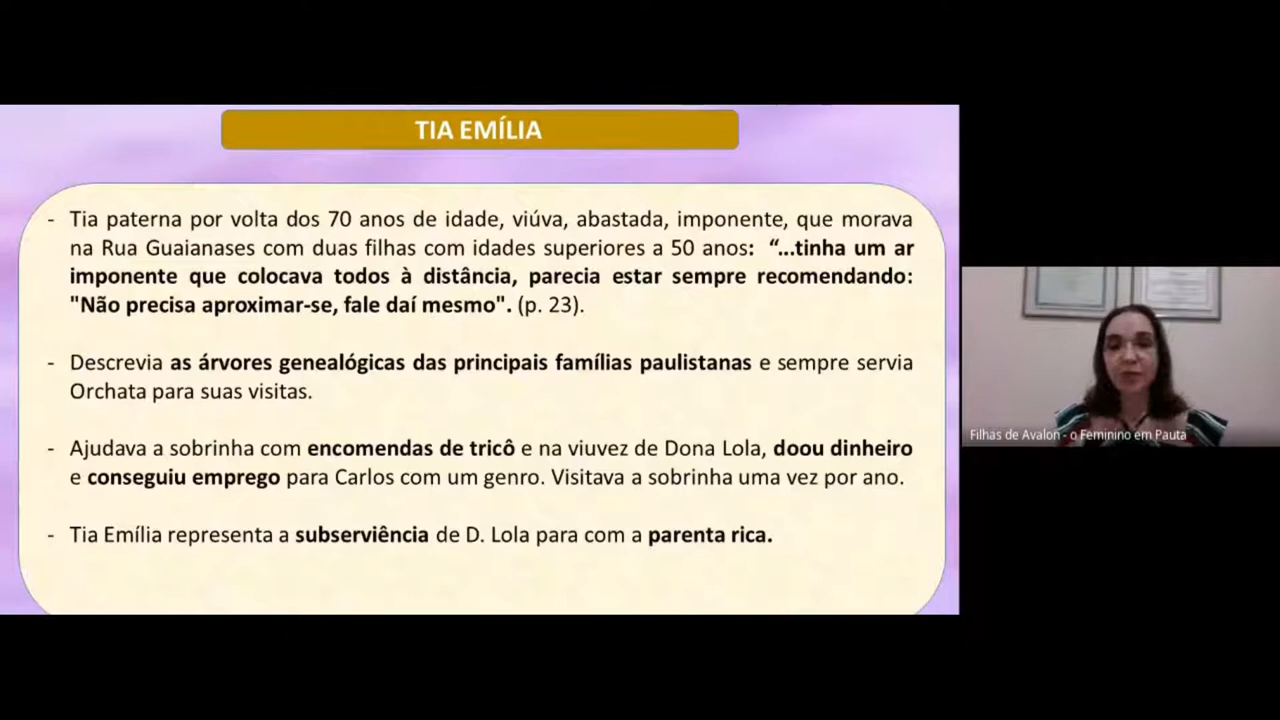 TIA EMÍLIA
- Tia paterna por volta dos 70 anos de idade, viúva, abastada, imponente, que morava
na Rua Guaianases com duas filhas com idades superiores a 50 anos: “...tinha um ar
imponente que colocava todos à distância, parecia estar sempre recomendando:
"Não precisa aproximar-se, fale daí mesmo". (p. 23).
- Descrevia as árvores genealógicas das principais famílias paulistanas e sempre servia
Orchata para suas visitas.
- Ajudava a sobrinha com encomendas de tricô e na viuvez de Dona Lola, doou dinheiro
e conseguiu emprego para Carlos com um genro. Visitava a sobrinha uma vez por ano.
- Tia Emília representa a subserviência de D. Lola para com a parenta rica.
Filhas de Avalon - o Feminino em Pauta